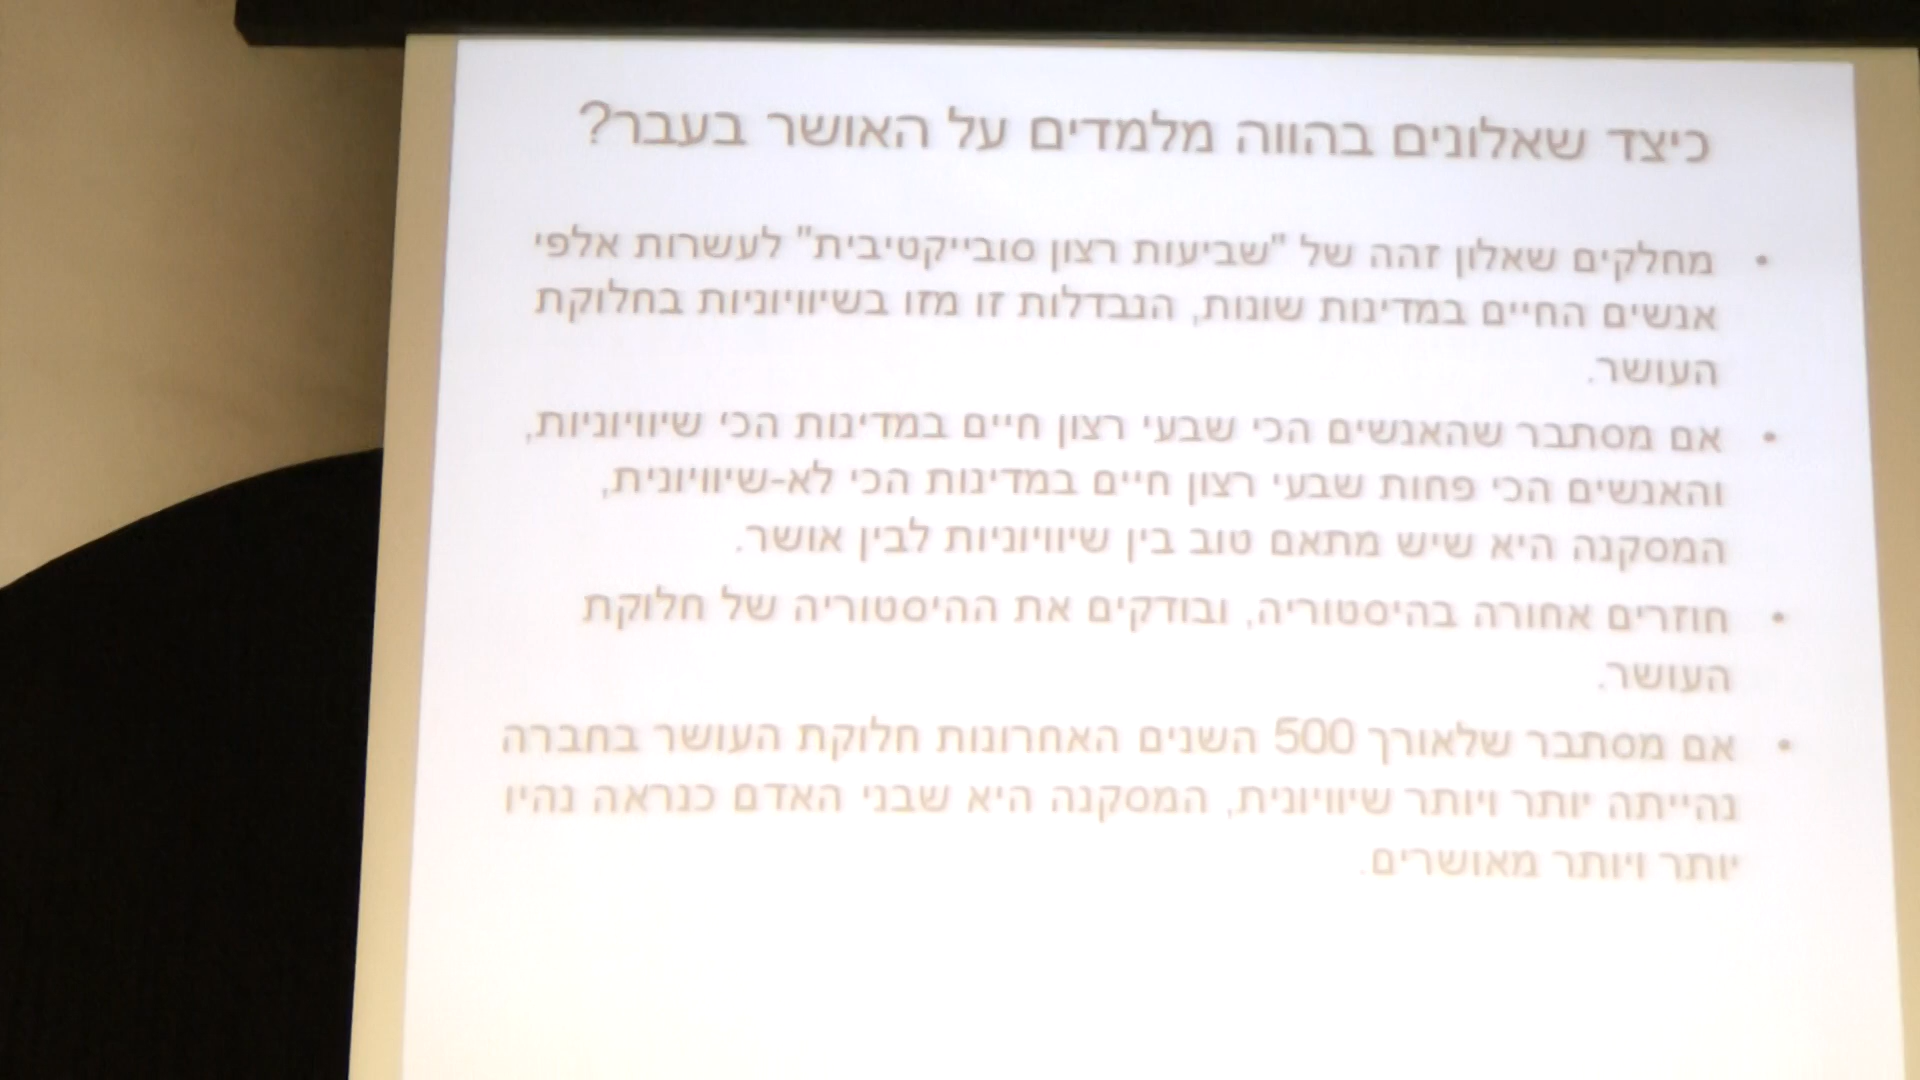 כיצד שאלונים בהווה מלמדים על האושר בעבר?
• מחלקים שאלון זהה של "שביעות רצון סובייקטיבית" לעשרות אלפי
אנשים החיים במדינות שונות, הנבדלות זו מזו בשיוויוניות בחלוקת
העושר.
• אם מסתבר שהאנשים הכי שבעי רצון חיים במדינות הכי שיוויוניות,
והאנשים הכי פחות שבעי רצון חיים במדינות הכי לא-שיוויונית,
המסקנה היא שיש מתאם טוב בין שיוויוניות לבין אושר.
• חוזרים אחורה בהיסטוריה, ובודקים את ההיסטוריה של חלוקת
העושר.
• אם מסתבר שלאורך 500 השנים האחרונות חלוקת העושר בחברה
נהייתה יותר ויותר שיוויונית, המסקנה היא שבני האדם כנראה נהיו
יותר ויותר מאושרים.